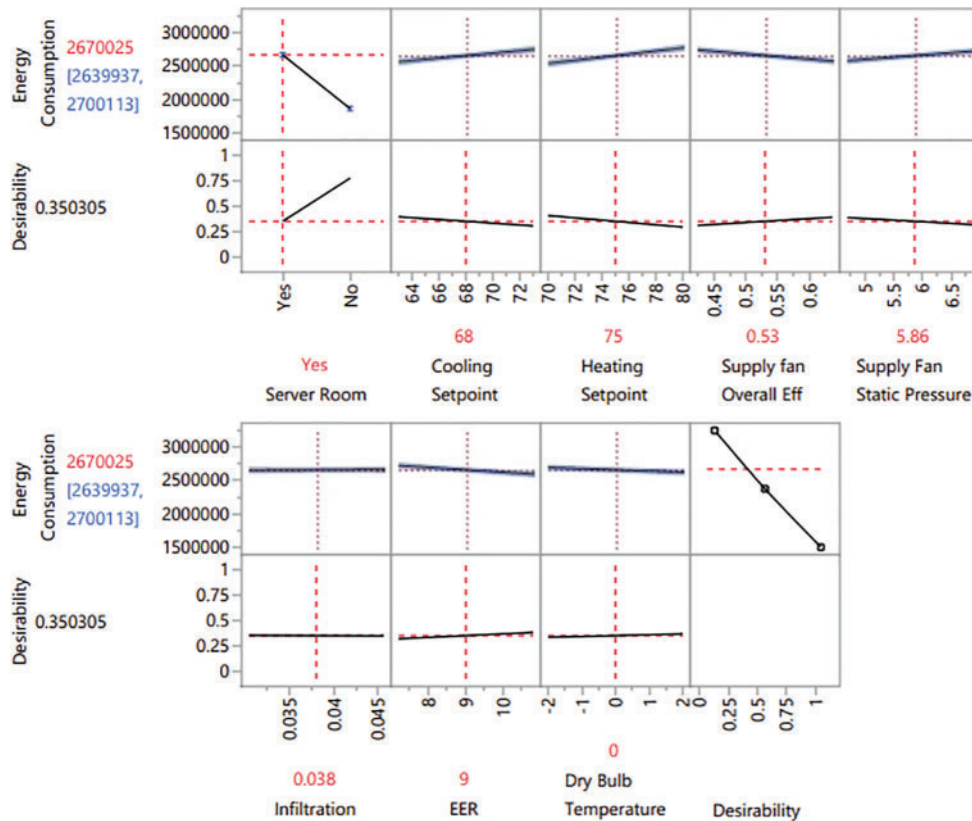 Energy
Consumption
2670025
[2639937,
2700113]
3000000
2500000
2000000
1500000
Desirability
0.350305
1
0.75
0.5
0.25
0
Yes
No
64
66
68
70
72
70
72
74
76
78
80
0.45
0.5
0.55
0.6
5
5.5
6
6.5
Yes
Server Room
68
Cooling
Setpoint
75
Heating
Setpoint
0.53
Supply fan
Overall Eff
5.86
Supply Fan
Static Pressure
Energy
Consumption
2670025
[2639937,
2700113]
3000000
2500000
2000000
1500000
Desirability
0.350305
1
0.75
0.5
0.25
0
0.035
0.04
0.045
8
9
10
-2
-1
0
1
2
0
0.25
0.5
0.75
1
0.038
Infiltration
9
EER
0
Dry Bulb
Temperature
Desirability